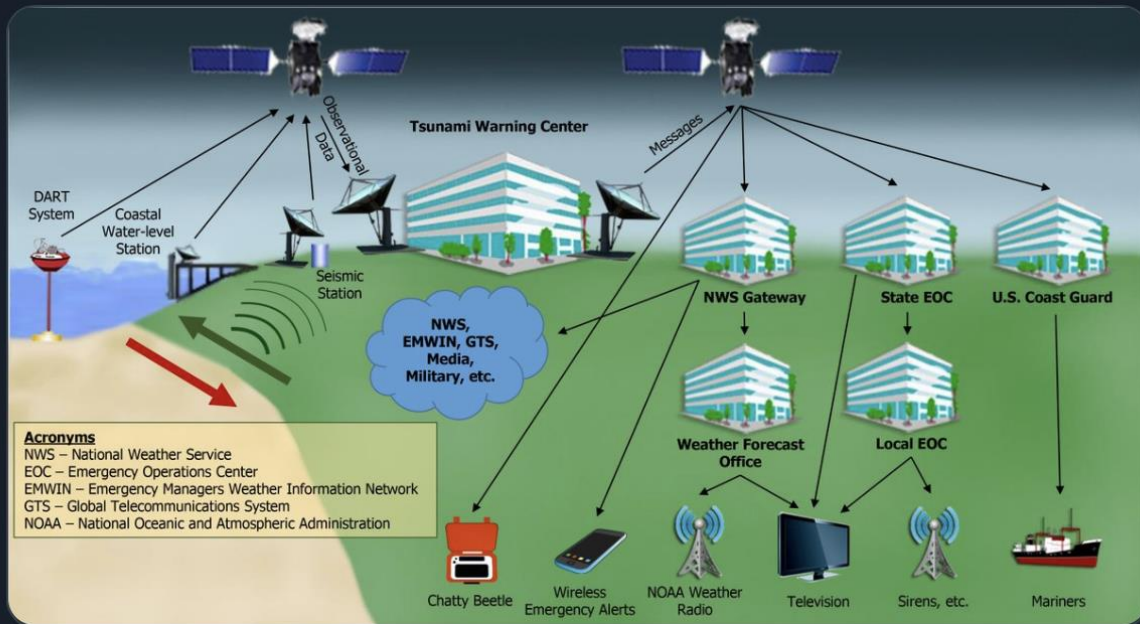 Tsunami Warning Center
Observational
Data
Messages
DART
System
Coastal
Water-level
Station
Seismic
Station
NWS Gateway
State EOC
U.S. Coast Guard
NWS,
EMWIN, GTS,
Media,
Military, etc.
Weather Forecast
Office
Local EOC
Acronyms
NWS – National Weather Service
EOC – Emergency Operations Center
EMWIN – Emergency Managers Weather Information Network
GTS – Global Telecommunications System
NOAA – National Oceanic and Atmospheric Administration
Chatty Beetle
Wireless
Emergency Alerts
NOAA Weather
Radio
Television
Sirens, etc.
Mariners